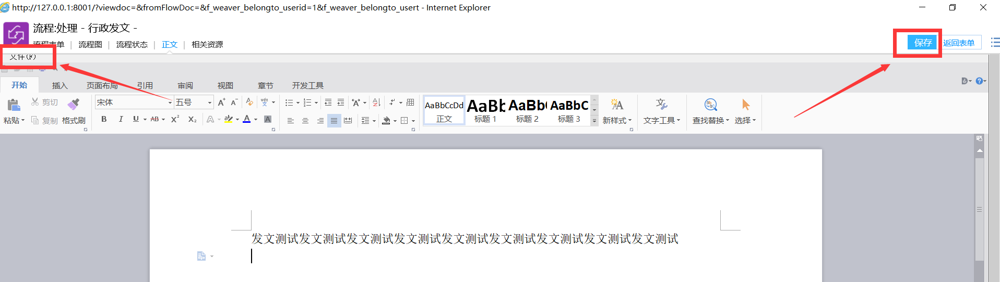 http://127.0.0.1:8001/?viewdoc=&fromFlowDoc=&f_weaver_belongto_userid=1&f_weaver_belongto_usert - Internet Explorer
流程:处理 - 行政发文 -
流程表单 | 流程图 | 流程状态 | 正文 | 相关资源
保存 返回表单
文件(F)
开始 插入 页面布局 引用 审阅 视图 章节 开发工具
剪切 宋体 五号 A+ A- wén 文
粘贴 复制 格式刷 B I U AB X² X₂ A ab A A
AaBbCcDd AaBb AaBb AaBbC
正文 标题 1 标题 2 标题 3 新样式 文字工具 查找替换 选择
发文测试发文测试发文测试发文测试发文测试发文测试发文测试发文测试发文测试